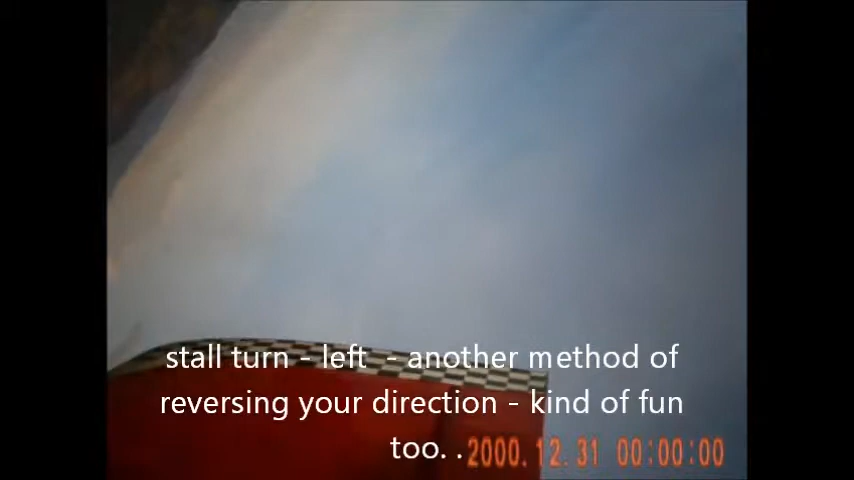 stall turn - left - another method of
reversing your direction - kind of fun
too. .
2000.12.31 00:00:00